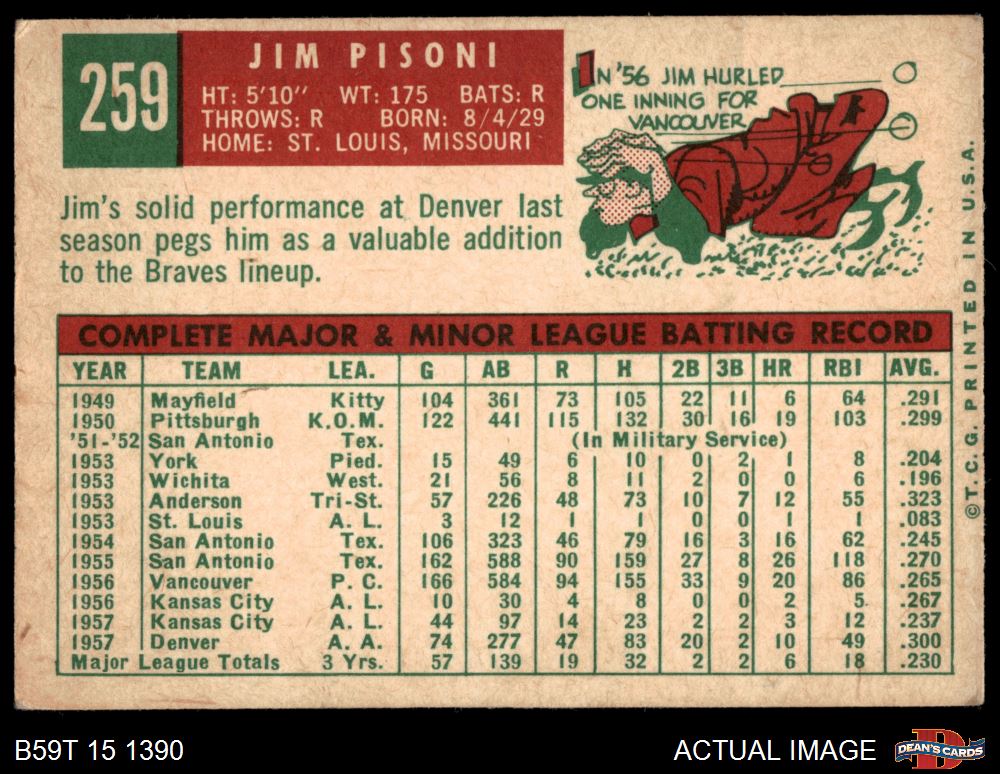 259
JIM PISONI
HT: 5'10" WT: 175 BATS: R
THROWS: R BORN: 8/4/29
HOME: ST. LOUIS, MISSOURI
IN '56 JIM HURLED
ONE INNING FOR
VANCOUVER
Jim's solid performance at Denver last
season pegs him as a valuable addition
to the Braves lineup.
COMPLETE MAJOR & MINOR LEAGUE BATTING RECORD
YEAR TEAM LEA. G AB R H 2B 3B HR RBI AVG.
1949 Mayfield Kitty 104 361 73 105 22 11 6 64 .291
1950 Pittsburgh K.O.M. 122 441 115 132 30 16 19 103 .299
'51-'52 San Antonio Tex. (In Military Service)
1953 York Pied. 15 49 6 10 0 2 1 8 .204
1953 Wichita West. 21 56 8 11 2 0 0 6 .196
1953 Anderson Tri-St. 57 226 48 73 10 7 12 55 .323
1953 St. Louis A. L. 3 12 1 1 0 0 1 1 .083
1954 San Antonio Tex. 106 323 46 79 16 3 16 62 .245
1955 San Antonio Tex. 162 588 90 159 27 8 26 118 .270
1956 Vancouver P. C. 166 584 94 155 33 9 20 86 .265
1956 Kansas City A. L. 10 30 4 8 0 0 2 5 .267
1957 Kansas City A. L. 44 97 14 23 2 2 3 12 .237
1957 Denver A. A. 74 277 47 83 20 2 10 49 .300
Major League Totals 3 Yrs. 57 139 19 32 2 2 6 18 .230
©T.C.G. PRINTED IN U.S.A.
B59T 15 1390
ACTUAL IMAGE
DEAN'S CARDS